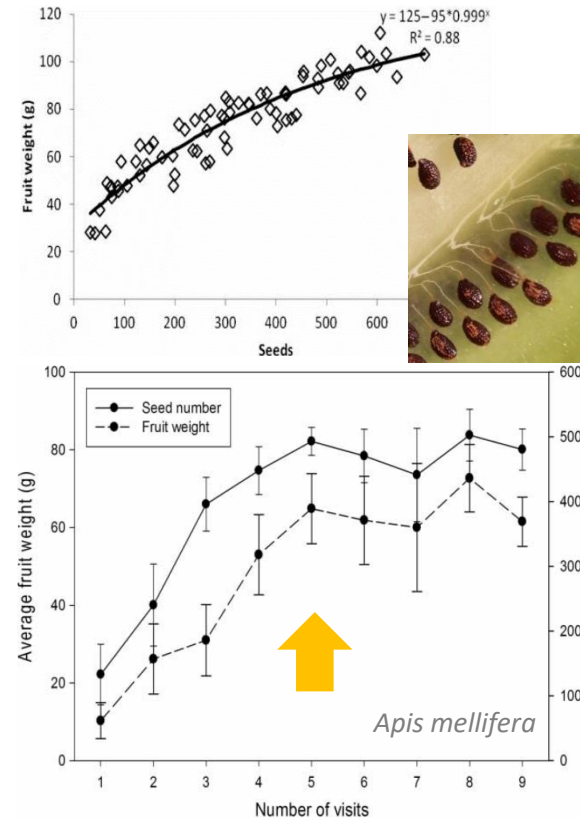 y = 125−95*0.999ˣ
R² = 0.88
Fruit weight (g)
120
100
80
60
40
20
0
0 100 200 300 400 500 600
Seeds
Seed number
Fruit weight
Average fruit weight (g)
100
80
60
40
20
0
600
500
400
300
200
100
0
Apis mellifera
1 2 3 4 5 6 7 8 9
Number of visits